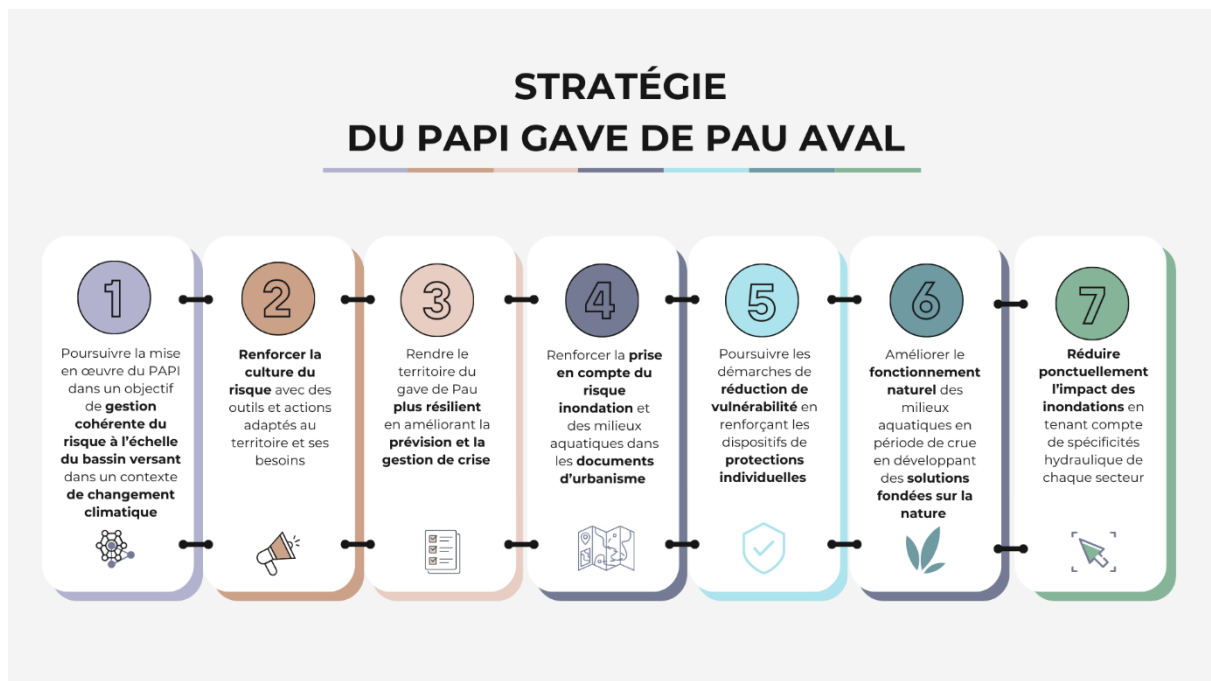 STRATÉGIE
DU PAPI GAVE DE PAU AVAL
1
Poursuivre la mise
en œuvre du PAPI
dans un objectif
de gestion
cohérente du
risque à l'échelle
du bassin versant
dans un contexte
de changement
climatique
2
Renforcer la
culture du
risque avec des
outils et actions
adaptés au
territoire et ses
besoins
3
Rendre le
territoire du
gave de Pau
plus résilient
en améliorant la
prévision et la
gestion de crise
4
Renforcer la prise
en compte du
risque
inondation et
des milieux
aquatiques dans
les documents
d'urbanisme
5
Poursuivre les
démarches de
réduction de
vulnérabilité en
renforçant les
dispositifs de
protections
individuelles
6
Améliorer le
fonctionnement
naturel des
milieux
aquatiques en
période de crue
en développant
des solutions
fondées sur la
nature
7
Réduire
ponctuellement
l'impact des
inondations en
tenant compte
de spécificités
hydraulique de
chaque secteur